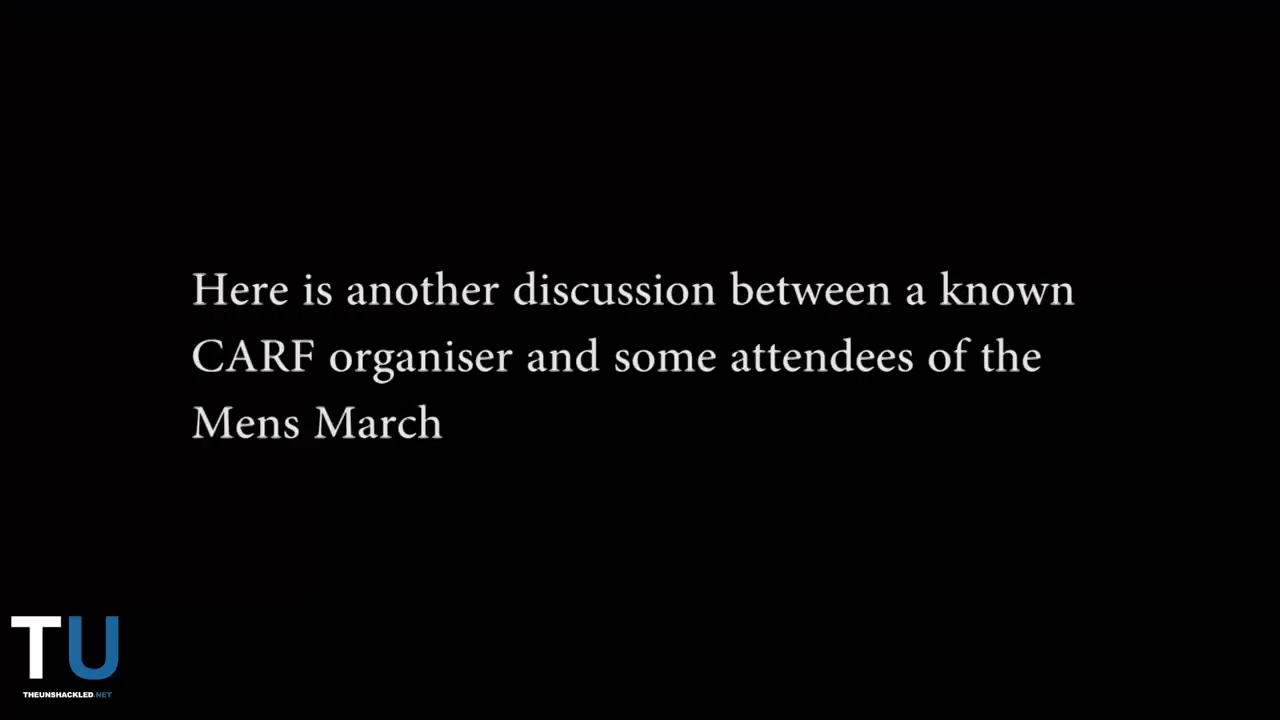 Here is another discussion between a known
CARF organiser and some attendees of the
Mens March
TU
THEUNSHACKLED.NET